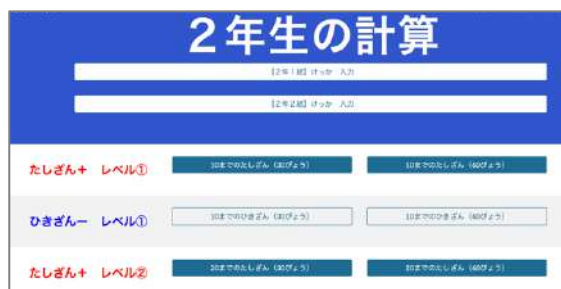 ２年生の計算
【２年１組】けっか 入力
【２年２組】けっか 入力
たしざん＋ レベル① 10までのたしざん（30びょう） 10までのたしざん（60びょう）
ひきざんー レベル① 10までのひきざん（30びょう） 10までのひきざん（60びょう）
たしざん＋ レベル② 20までのたしざん（30びょう） 20までのたしざん（60びょう）